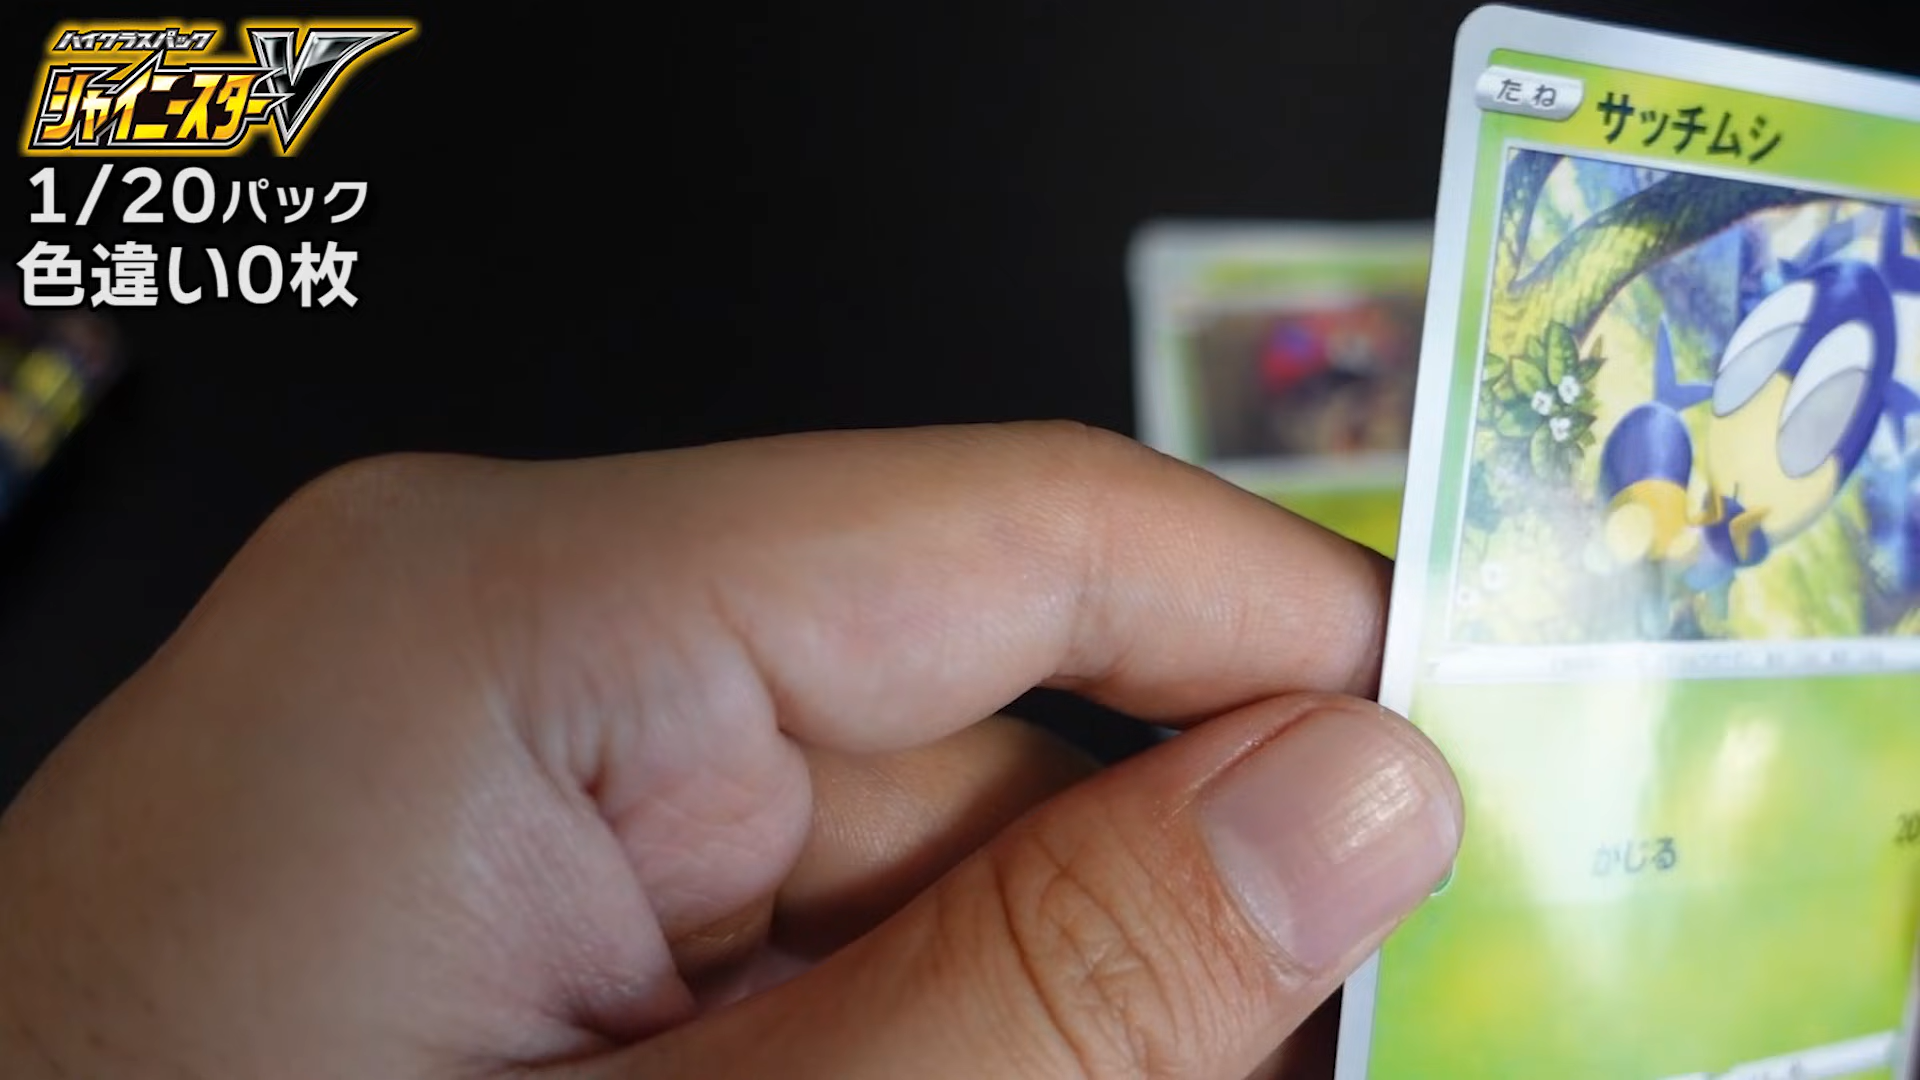 ハイクラスパック
シャイニースターV
1/20パック
色違い0枚
たね
サッチムシ
かじる
20